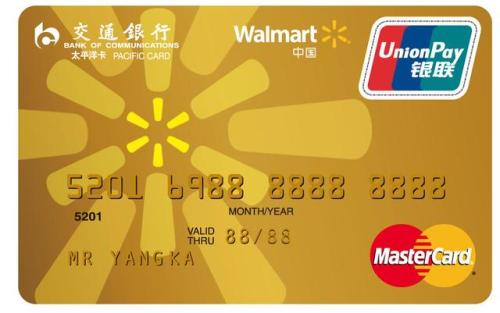 交通銀行
BANK OF COMMUNICATIONS
太平洋卡 PACIFIC CARD
Walmart
中国
UnionPay
银联
5201 6988 8888 8888
5201
MONTH/YEAR
VALID THRU 88/88
MR YANGKA
MasterCard